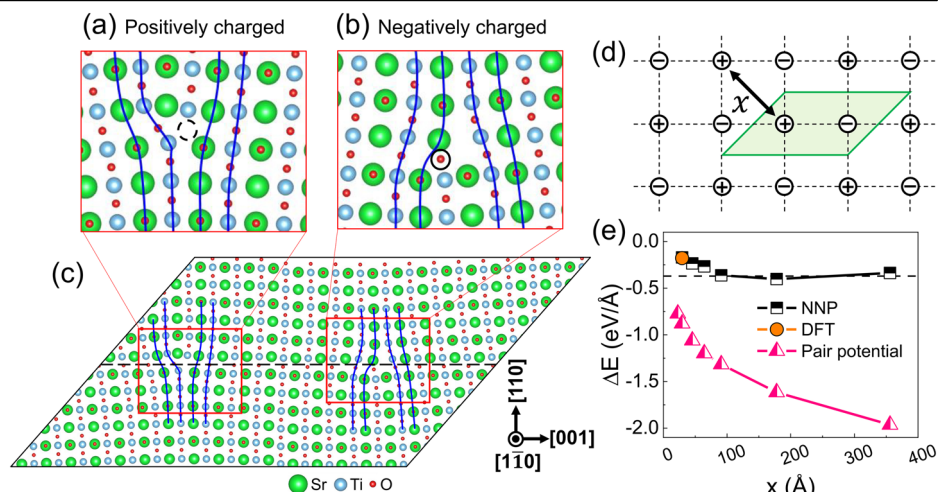 (a) Positively charged
(b) Negatively charged
(c)
[110]
[001]
[11̅0]
Sr Ti O
(d)
x
(e)
0.0
-0.5
-1.0
-1.5
-2.0
ΔE (eV/Å)
NNP
DFT
Pair potential
0 100 200 300 400
x (Å)